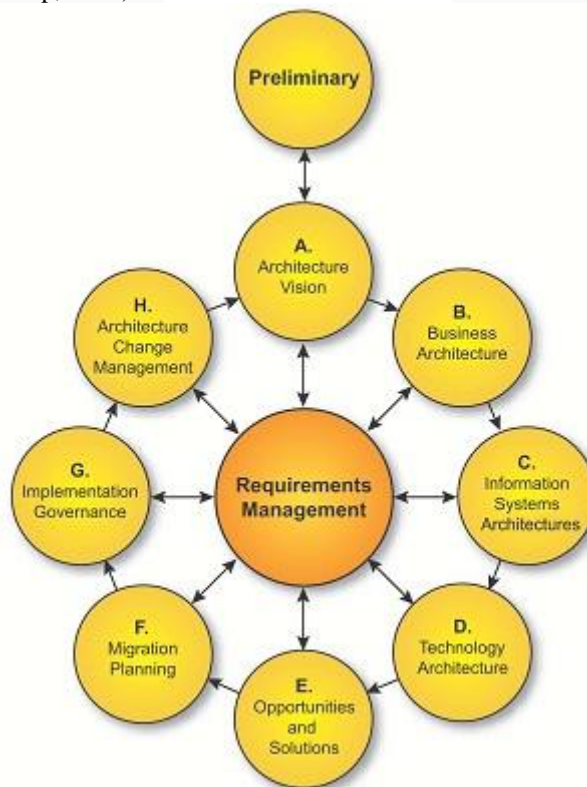 Preliminary
A.
Architecture
Vision
B.
Business
Architecture
C.
Information
Systems
Architectures
D.
Technology
Architecture
E.
Opportunities
and
Solutions
F.
Migration
Planning
G.
Implementation
Governance
H.
Architecture
Change
Management
Requirements
Management